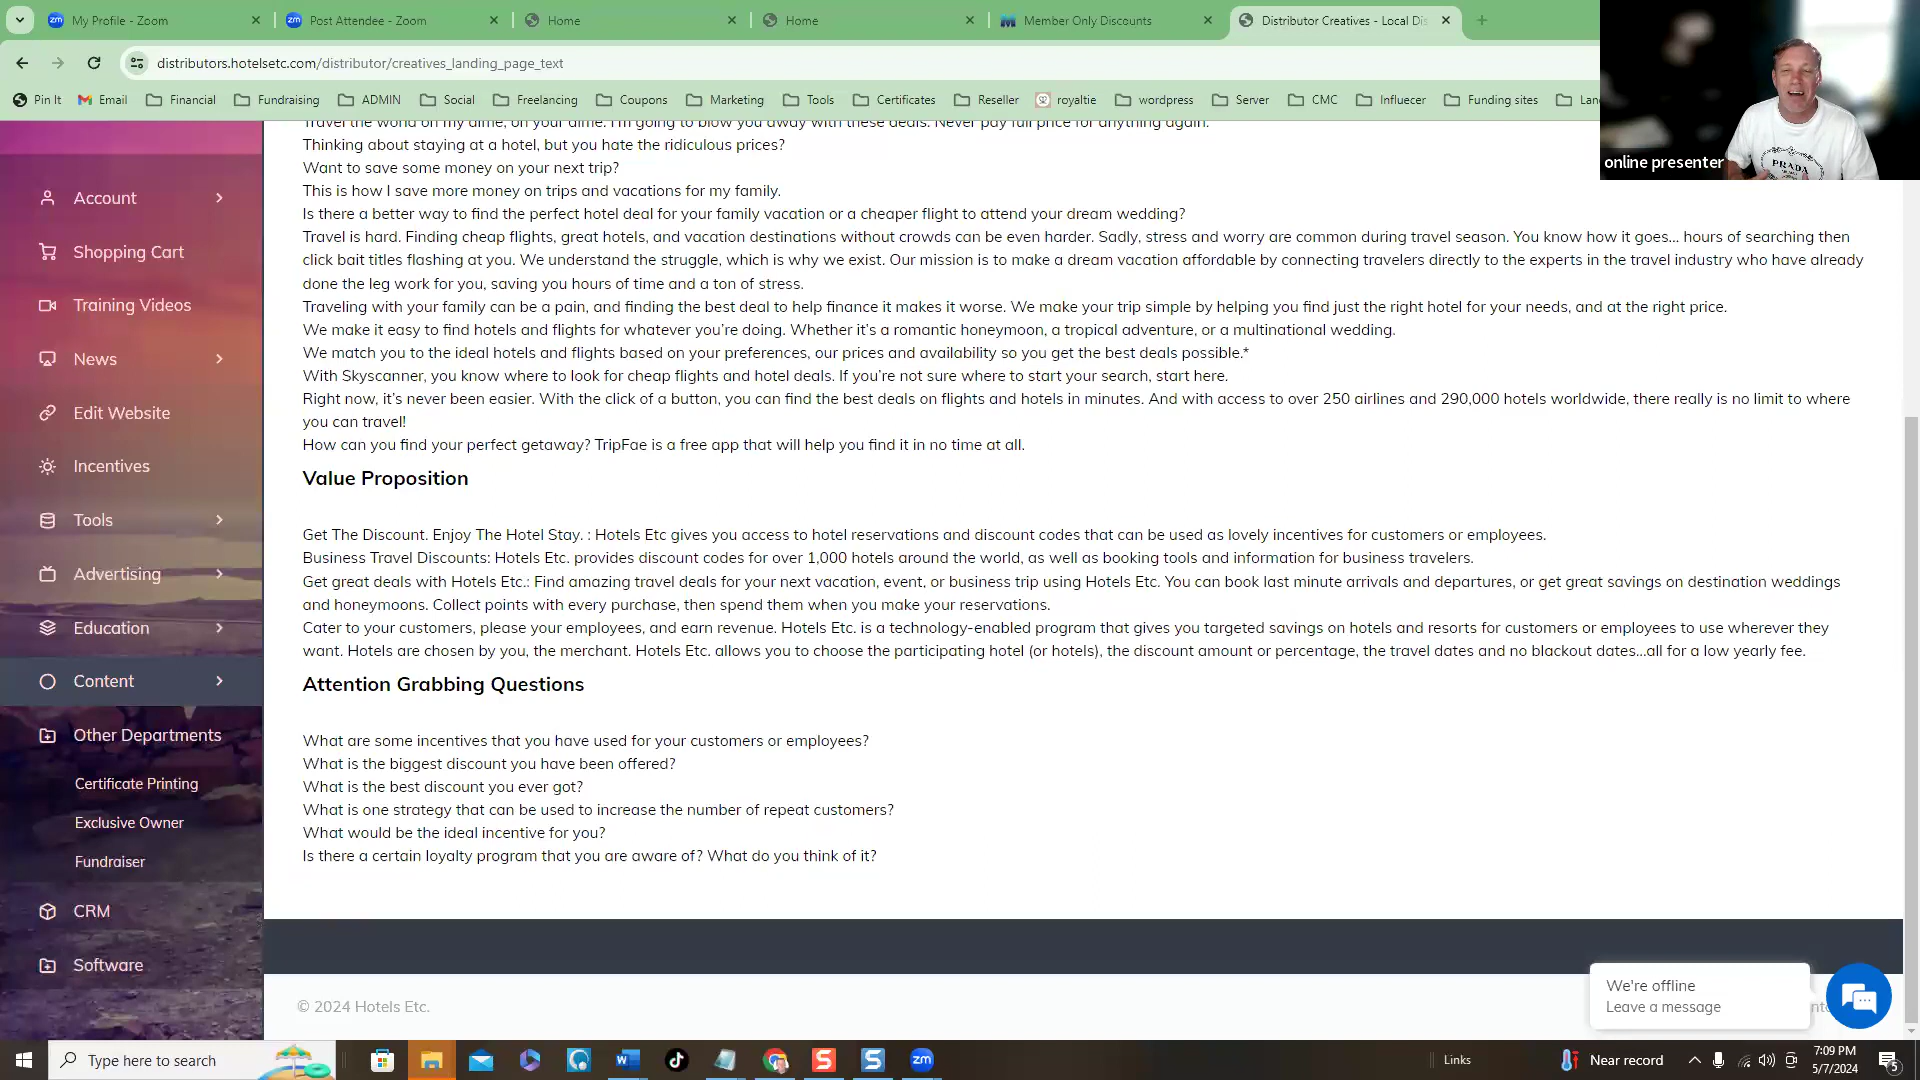 My Profile - Zoom
Post Attendee - Zoom
Home
Home
Member Only Discounts
Distributor Creatives - Local Dis
distributors.hotelsetc.com/distributor/creatives_landing_page_text
Pin It
Email
Financial
Fundraising
ADMIN
Social
Freelancing
Coupons
Marketing
Tools
Certificates
Reseller
royaltie
wordpress
Server
CMC
Influecer
Funding sites
Lan
online presenter
PRADA
Account
Shopping Cart
Training Videos
News
Edit Website
Incentives
Tools
Advertising
Education
Content
Other Departments
Certificate Printing
Exclusive Owner
Fundraiser
CRM
Software
Travel the world on my dime, on your dime. I'm going to blow you away with these deals. Never pay full price for anything again.
Thinking about staying at a hotel, but you hate the ridiculous prices?
Want to save some money on your next trip?
This is how I save more money on trips and vacations for my family.
Is there a better way to find the perfect hotel deal for your family vacation or a cheaper flight to attend your dream wedding?
Travel is hard. Finding cheap flights, great hotels, and vacation destinations without crowds can be even harder. Sadly, stress and worry are common during travel season. You know how it goes... hours of searching then
click bait titles flashing at you. We understand the struggle, which is why we exist. Our mission is to make a dream vacation affordable by connecting travelers directly to the experts in the travel industry who have already
done the leg work for you, saving you hours of time and a ton of stress.
Traveling with your family can be a pain, and finding the best deal to help finance it makes it worse. We make your trip simple by helping you find just the right hotel for your needs, and at the right price.
We make it easy to find hotels and flights for whatever you’re doing. Whether it’s a romantic honeymoon, a tropical adventure, or a multinational wedding.
We match you to the ideal hotels and flights based on your preferences, our prices and availability so you get the best deals possible.*
With Skyscanner, you know where to look for cheap flights and hotel deals. If you’re not sure where to start your search, start here.
Right now, it’s never been easier. With the click of a button, you can find the best deals on flights and hotels in minutes. And with access to over 250 airlines and 290,000 hotels worldwide, there really is no limit to where
you can travel!
How can you find your perfect getaway? TripFae is a free app that will help you find it in no time at all.
Value Proposition
Get The Discount. Enjoy The Hotel Stay. : Hotels Etc gives you access to hotel reservations and discount codes that can be used as lovely incentives for customers or employees.
Business Travel Discounts: Hotels Etc. provides discount codes for over 1,000 hotels around the world, as well as booking tools and information for business travelers.
Get great deals with Hotels Etc.: Find amazing travel deals for your next vacation, event, or business trip using Hotels Etc. You can book last minute arrivals and departures, or get great savings on destination weddings
and honeymoons. Collect points with every purchase, then spend them when you make your reservations.
Cater to your customers, please your employees, and earn revenue. Hotels Etc. is a technology-enabled program that gives you targeted savings on hotels and resorts for customers or employees to use wherever they
want. Hotels are chosen by you, the merchant. Hotels Etc. allows you to choose the participating hotel (or hotels), the discount amount or percentage, the travel dates and no blackout dates...all for a low yearly fee.
Attention Grabbing Questions
What are some incentives that you have used for your customers or employees?
What is the biggest discount you have been offered?
What is the best discount you ever got?
What is one strategy that can be used to increase the number of repeat customers?
What would be the ideal incentive for you?
Is there a certain loyalty program that you are aware of? What do you think of it?
© 2024 Hotels Etc.
We're offline
Leave a message
Type here to search
Links
Near record
7:09 PM
5/7/2024
5